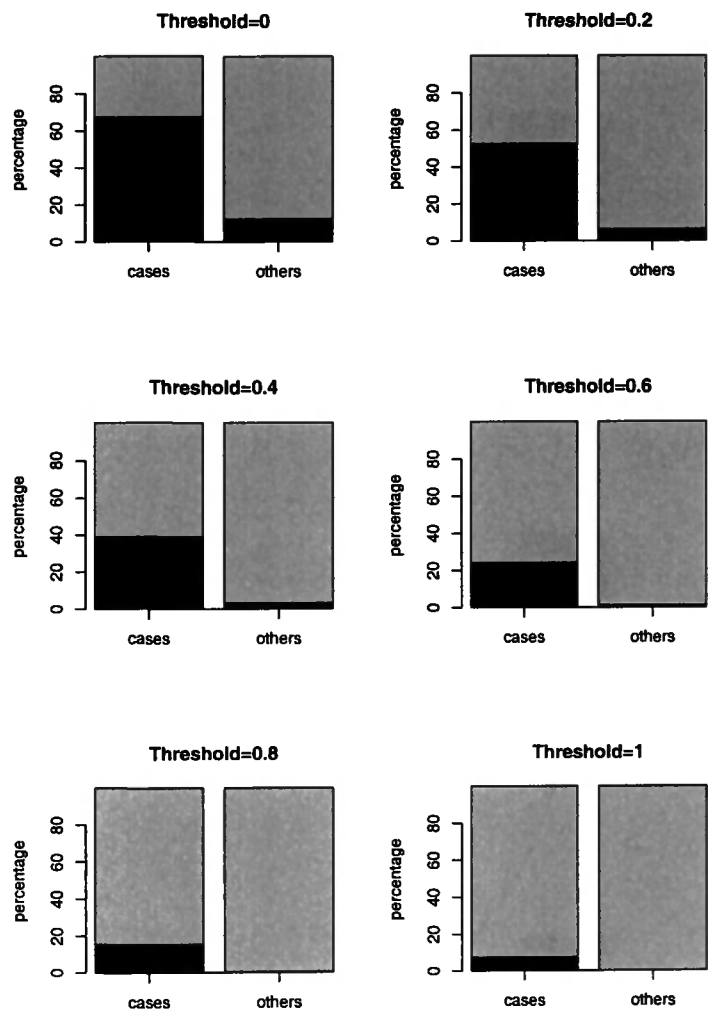 Threshold=0
percentage
0 20 40 60 80
cases others
Threshold=0.2
percentage
0 20 40 60 80
cases others
Threshold=0.4
percentage
0 20 40 60 80
cases others
Threshold=0.6
percentage
0 20 40 60 80
cases others
Threshold=0.8
percentage
0 20 40 60 80
cases others
Threshold=1
percentage
0 20 40 60 80
cases others